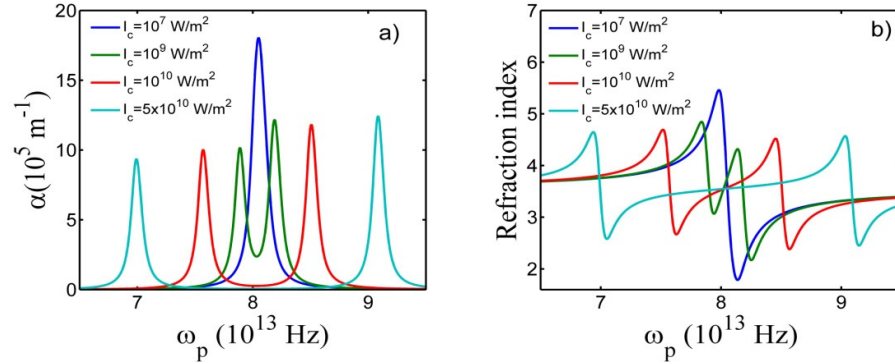 a)
I_c=10^7 W/m^2
I_c=10^9 W/m^2
I_c=10^10 W/m^2
I_c=5x10^10 W/m^2
20
15
10
5
0
α(10^5 m^-1)
7 8 9
ω_p (10^13 Hz)
b)
I_c=10^7 W/m^2
I_c=10^9 W/m^2
I_c=10^10 W/m^2
I_c=5x10^10 W/m^2
7
6
5
4
3
2
Refraction index
7 8 9
ω_p (10^13 Hz)